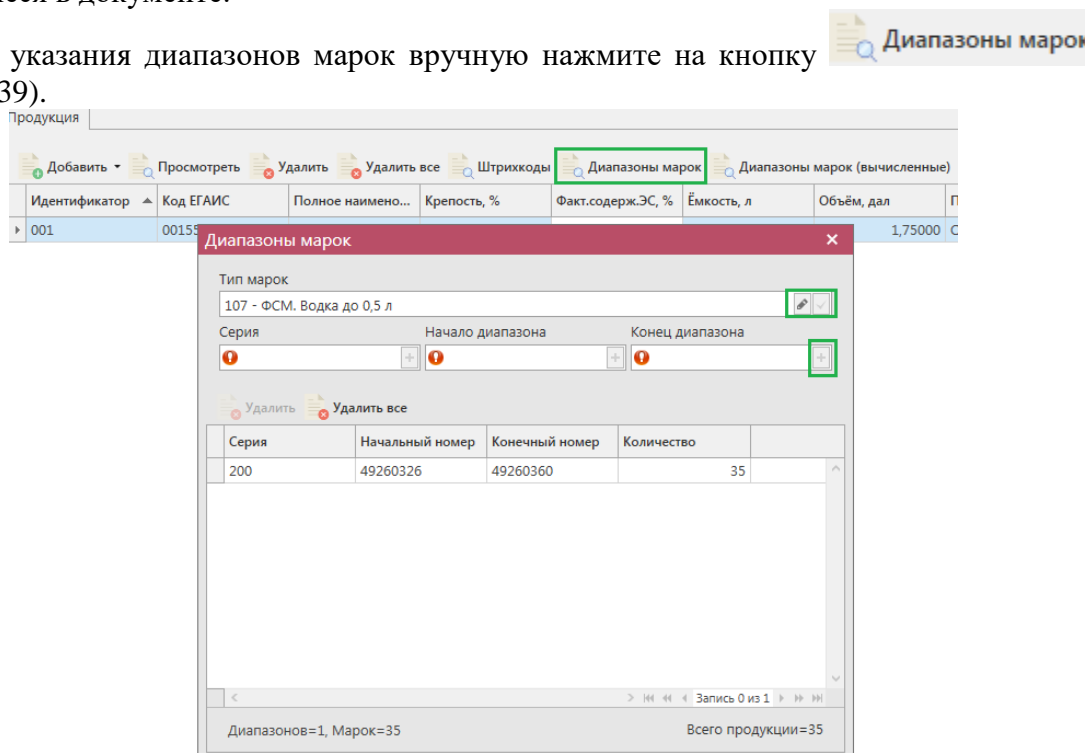 в документе.
указания диапазонов марок вручную нажмите на кнопку Диапазоны марок
39).
Продукция
Добавить Просмотреть Удалить Удалить все Штрихкоды Диапазоны марок Диапазоны марок (вычисленные)
Идентификатор Код ЕГАИС Полное наимено... Крепость, % Факт.содерж.ЭС, % Ёмкость, л Объём, дал
001 00155 1,75000
Диапазоны марок
Тип марок
107 - ФСМ. Водка до 0,5 л
Серия Начало диапазона Конец диапазона
Удалить Удалить все
Серия Начальный номер Конечный номер Количество
200 49260326 49260360 35
Запись 0 из 1
Диапазонов=1, Марок=35 Всего продукции=35